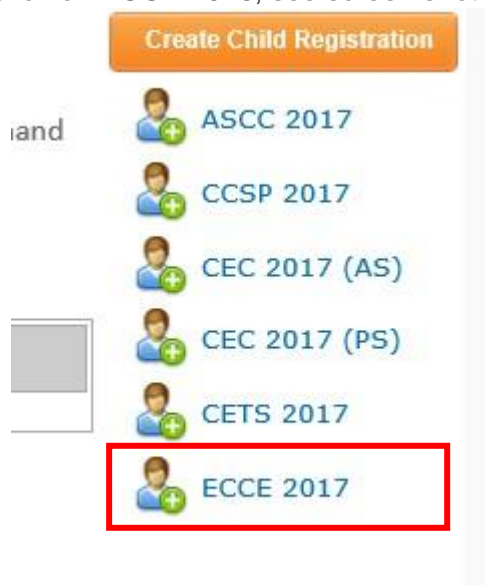 Create Child Registration
ASCC 2017
CCSP 2017
CEC 2017 (AS)
CEC 2017 (PS)
CETS 2017
ECCE 2017